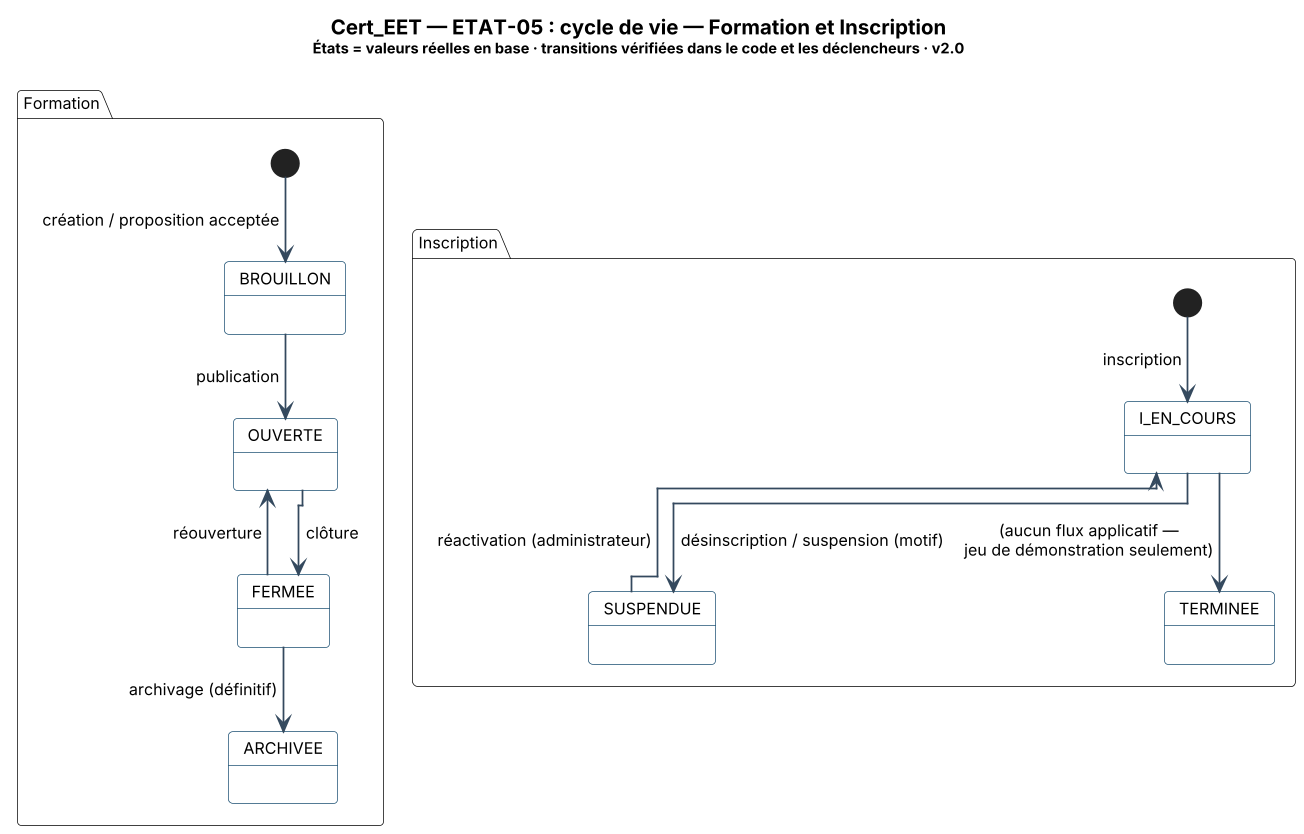 Cert_EET — ETAT-05 : cycle de vie — Formation et Inscription
États = valeurs réelles en base · transitions vérifiées dans le code et les déclencheurs · v2.0
Formation
création / proposition acceptée
BROUILLON
publication
OUVERTE
réouverture
clôture
FERMEE
archivage (définitif)
ARCHIVEE
Inscription
inscription
I_EN_COURS
réactivation (administrateur)
désinscription / suspension (motif)
(aucun flux applicatif —
jeu de démonstration seulement)
SUSPENDUE
TERMINEE